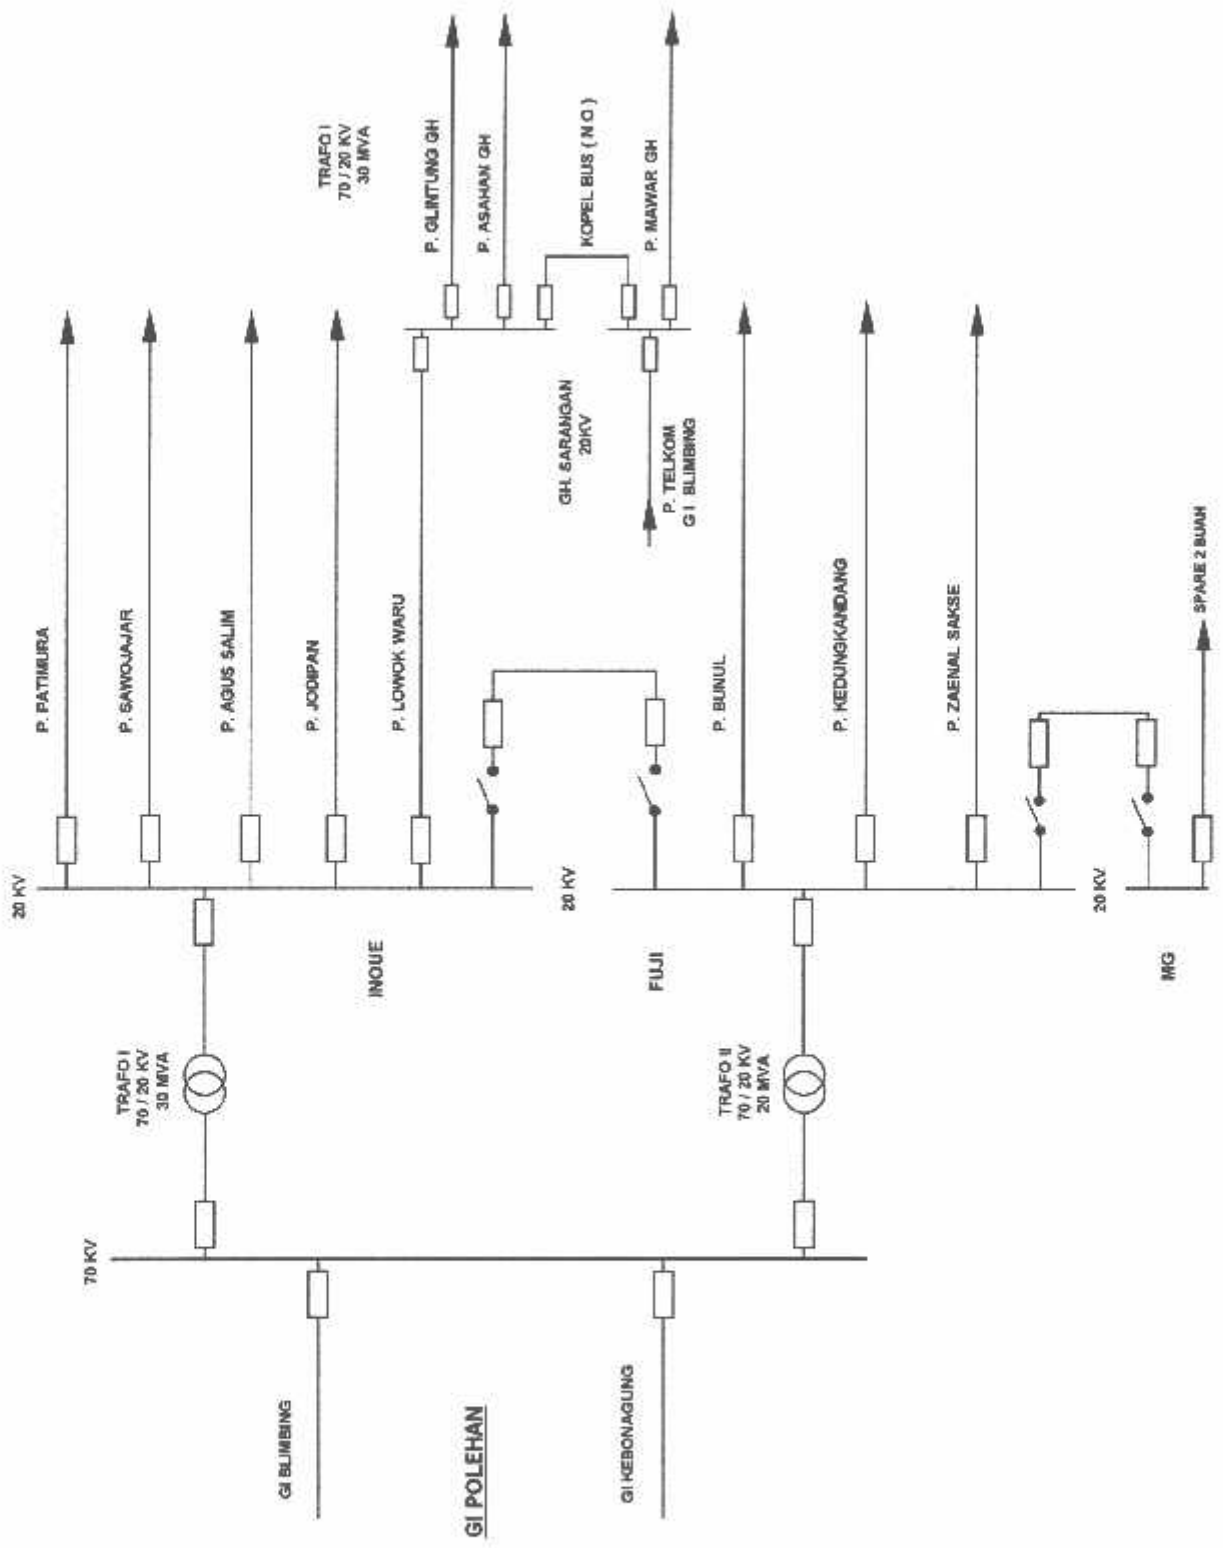 GI POLEHAN
GI BLIMBING
GI KEBONAGUNG
70 KV
TRAFO I
70 / 20 KV
30 MVA
TRAFO II
70 / 20 KV
20 MVA
20 KV
INOUE
20 KV
FUJI
20 KV
MG
P. PATIMURA
P. SAWOJAJAR
P. AGUS SALIM
P. JODIPAN
P. LOWOK WARU
P. BUNUL
P. KEDUNGKANDANG
P. ZAENAL SAKSE
SPARE 2 BUAH
GH. SARANGAN
20KV
P. TELKOM
G I BLIMBING
TRAFO I
70 / 20 KV
30 MVA
P. GLINTUNG GH
P. ASAHAN GH
KOPEL BUS ( N O )
P. MAWAR GH